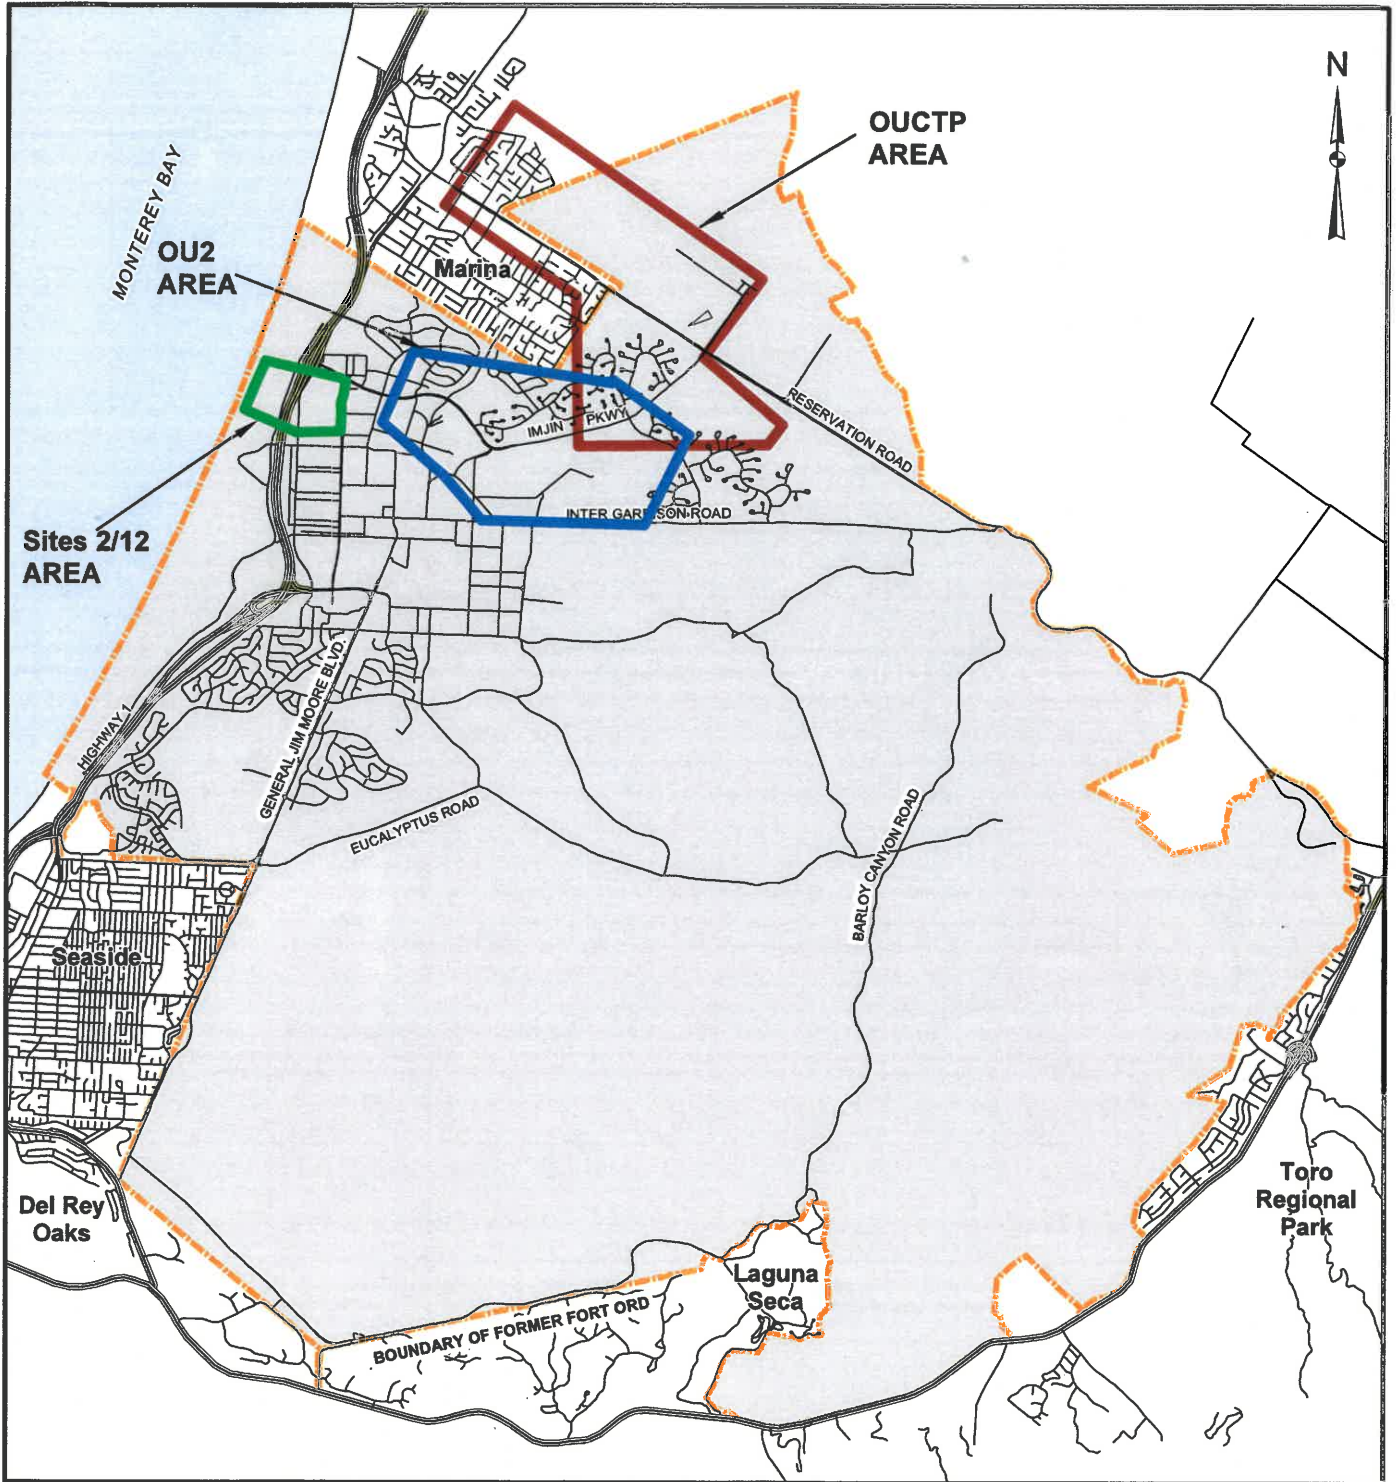 N
OUCTP
AREA
MONTEREY BAY
OU2
AREA
Marina
RESERVATION ROAD
IMJIN PKWY
INTER GARRISON ROAD
Sites 2/12
AREA
HIGHWAY 1
GENERAL JIM MOORE BLVD.
EUCALYPTUS ROAD
BARLOY CANYON ROAD
Seaside
Del Rey
Oaks
Toro
Regional
Park
Laguna
Seca
BOUNDARY OF FORMER FORT ORD